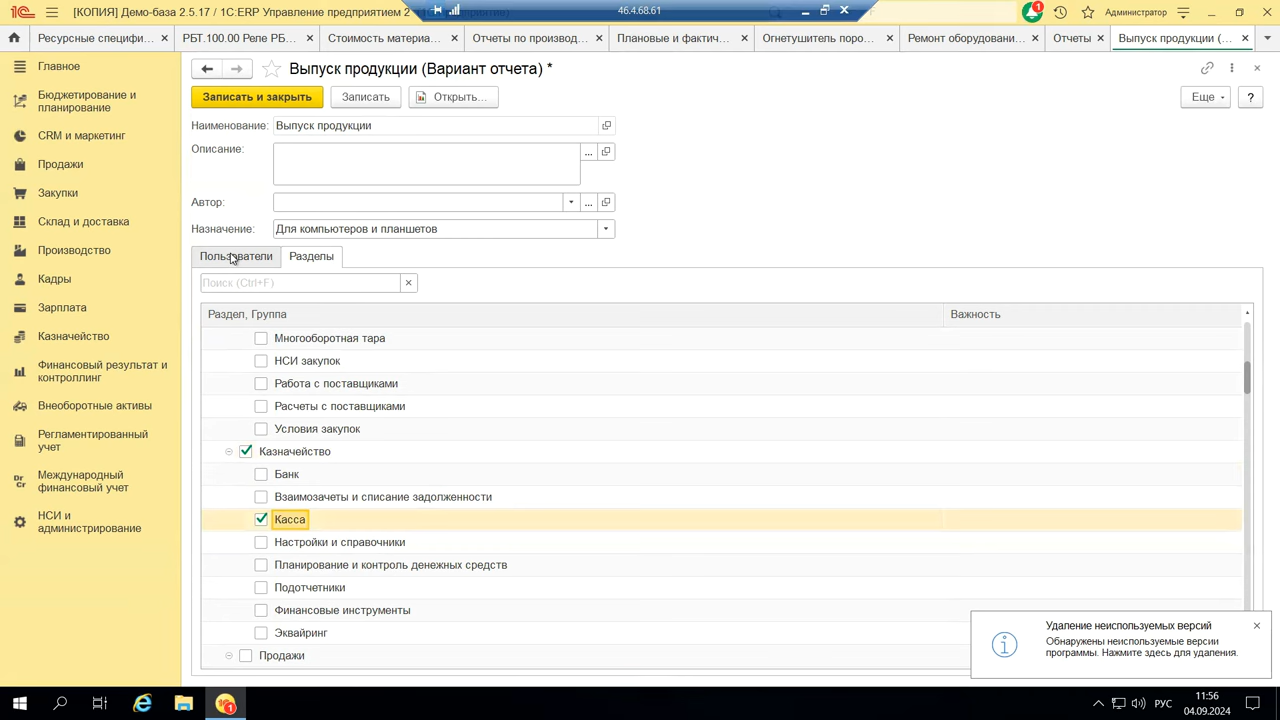 [КОПИЯ] Демо-база 2.5.17 / 1С:ERP Управление предприятием 2
46.4.68.61
1
Администратор
Ресурсные специфи...
РБТ.100.00 Реле РБ...
Стоимость материа...
Отчеты по производ...
Плановые и фактич...
Огнетушитель поро...
Ремонт оборудовани...
Отчеты
Выпуск продукции (...
Главное
Бюджетирование и
планирование
CRM и маркетинг
Продажи
Закупки
Склад и доставка
Производство
Кадры
Зарплата
Казначейство
Финансовый результат и
контроллинг
Внеоборотные активы
Регламентированный
учет
Международный
финансовый учет
НСИ и
администрирование
Выпуск продукции (Вариант отчета) *
Записать и закрыть
Записать
Открыть...
Еще
?
Наименование:
Выпуск продукции
Описание:
...
Автор:
...
Назначение:
Для компьютеров и планшетов
Пользователи
Разделы
Поиск (Ctrl+F)
Раздел, Группа
Важность
Многооборотная тара
НСИ закупок
Работа с поставщиками
Расчеты с поставщиками
Условия закупок
Казначейство
Банк
Взаимозачеты и списание задолженности
Касса
Настройки и справочники
Планирование и контроль денежных средств
Подотчетники
Финансовые инструменты
Эквайринг
Продажи
Удаление неиспользуемых версий
Обнаружены неиспользуемые версии
программы. Нажмите здесь для удаления.
1
РУС
11:56
04.09.2024